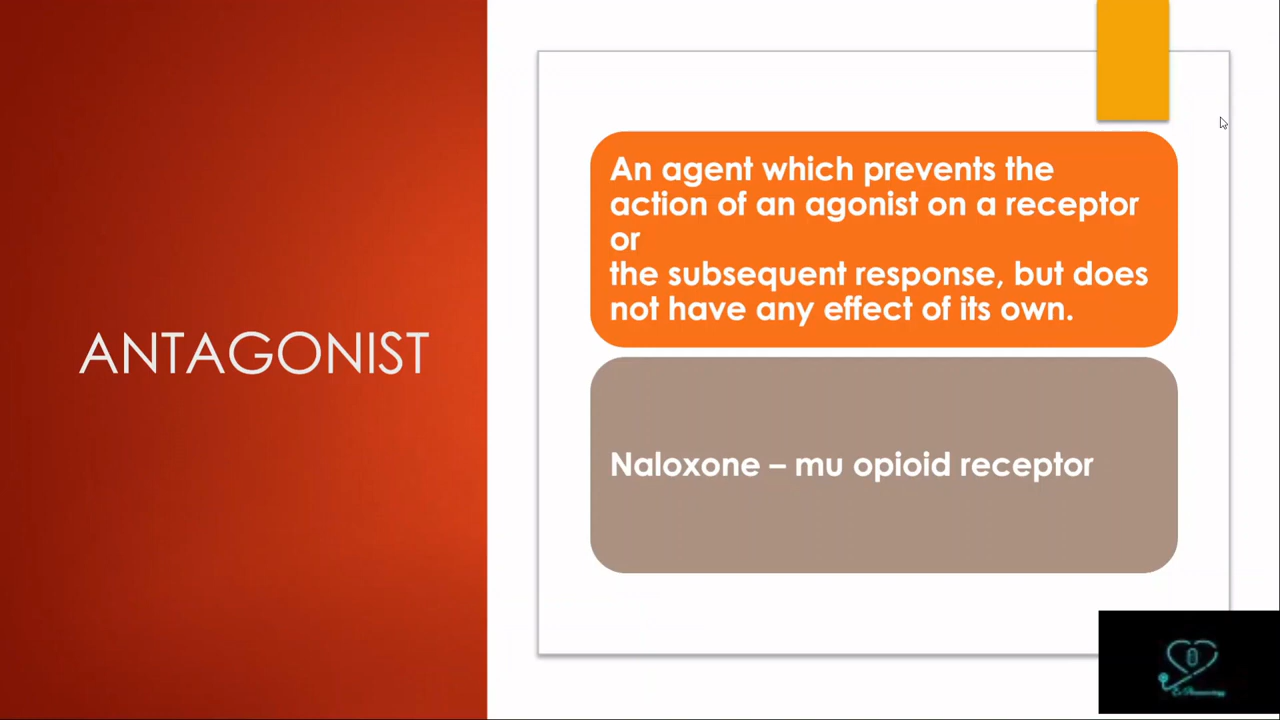 ANTAGONIST
An agent which prevents the
action of an agonist on a receptor
or
the subsequent response, but does
not have any effect of its own.
Naloxone – mu opioid receptor